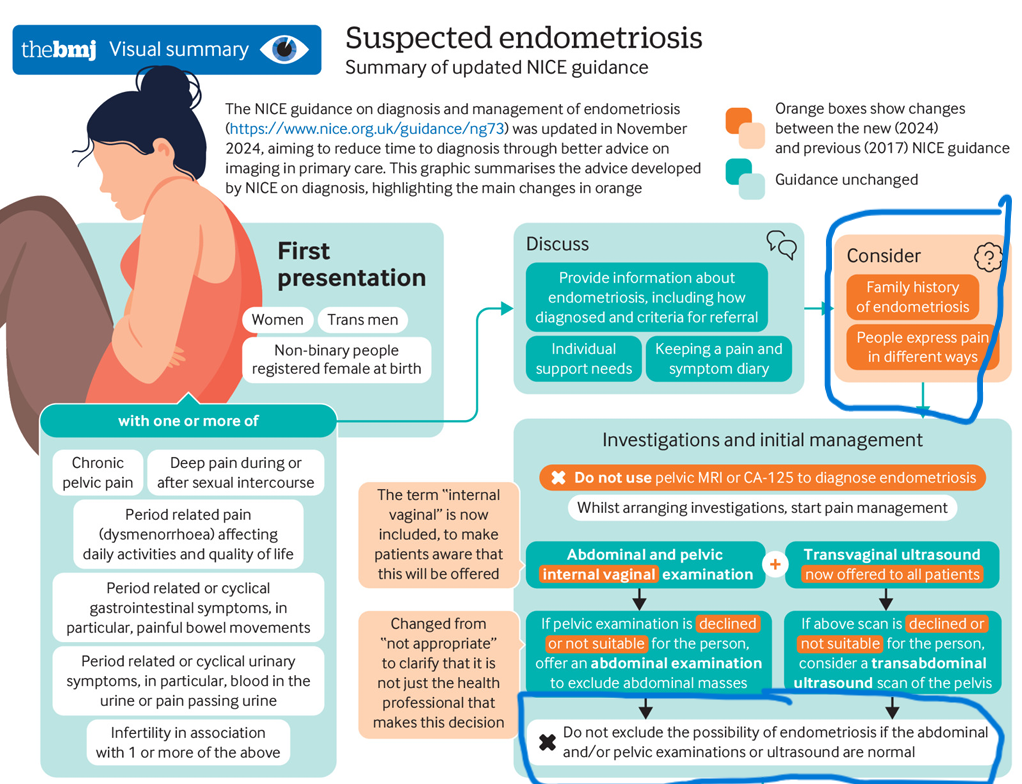 thebmj Visual summary
Suspected endometriosis
Summary of updated NICE guidance
The NICE guidance on diagnosis and management of endometriosis
(https://www.nice.org.uk/guidance/ng73) was updated in November
2024, aiming to reduce time to diagnosis through better advice on
imaging in primary care. This graphic summarises the advice developed
by NICE on diagnosis, highlighting the main changes in orange
Orange boxes show changes
between the new (2024)
and previous (2017) NICE guidance
Guidance unchanged
First
presentation
Women
Trans men
Non-binary people
registered female at birth
with one or more of
Chronic
pelvic pain
Deep pain during or
after sexual intercourse
Period related pain
(dysmenorrhoea) affecting
daily activities and quality of life
Period related or cyclical
gastrointestinal symptoms, in
particular, painful bowel movements
Period related or cyclical urinary
symptoms, in particular, blood in the
urine or pain passing urine
Infertility in association
with 1 or more of the above
Discuss
Provide information about
endometriosis, including how
diagnosed and criteria for referral
Individual
support needs
Keeping a pain and
symptom diary
Consider
?
Family history
of endometriosis
People express pain
in different ways
Investigations and initial management
Do not use pelvic MRI or CA-125 to diagnose endometriosis
Whilst arranging investigations, start pain management
The term “internal
vaginal” is now
included, to make
patients aware that
this will be offered
Abdominal and pelvic
internal vaginal examination
+
Transvaginal ultrasound
now offered to all patients
Changed from
“not appropriate”
to clarify that it is
not just the health
professional that
makes this decision
If pelvic examination is declined
or not suitable for the person,
offer an abdominal examination
to exclude abdominal masses
If above scan is declined or
not suitable for the person,
consider a transabdominal
ultrasound scan of the pelvis
Do not exclude the possibility of endometriosis if the abdominal
and/or pelvic examinations or ultrasound are normal